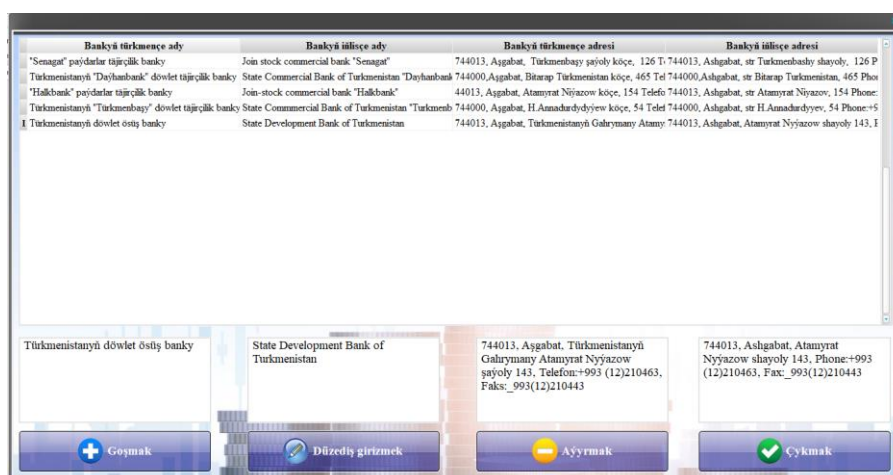 Bankyň türkmençe ady Bankyň iňlisçe ady Bankyň türkmençe adresi Bankyň iňlisçe adresi
"Senagat" paýdarlar täjirçilik banky Join stock commercial bank "Senagat" 744013, Aşgabat, Türkmenbaşy şaýoly köçe, 126 T 744013, Ashgabat, str Turkmenbashy shayoly, 126 P
Türkmenistanyň "Daýhanbank" döwlet täjirçilik banky State Commercial Bank of Turkmenistan "Dayhanbank 744000,Aşgabat, Bitarap Türkmenistan köçe, 465 Tel 744000,Ashgabat, str Bitarap Turkmenistan, 465 Pho
"Halkbank" paýdarlar täjirçilik banky Join-stock commercial bank "Halkbank" 44013, Aşgabat, Atamyrat Niýazow köçe, 154 Telefo 744013, Ashgabat, str Atamyrat Niyazov, 154 Phone:
Türkmenistanyň "Türkmenbaşy" döwlet täjirçilik banky State Commmercial Bank of Turkmenistan "Turkmenb 744000, Aşgabat, H.Annadurdyýyew köçe, 54 Telef 744000, Ashgabat, str H.Annadurdyyev, 54 Phone:+9
Türkmenistanyň döwlet ösüş banky State Development Bank of Turkmenistan 744013, Aşgabat, Türkmenistanyň Gahrymany Atamy 744013, Ashgabat, Atamyrat Nyýazow shayoly 143,
Türkmenistanyň döwlet ösüş banky
State Development Bank of
Turkmenistan
744013, Aşgabat, Türkmenistanyň
Gahrymany Atamyrat Nyýazow
şaýoly 143, Telefon:+993 (12)210463,
Faks:_993(12)210443
744013, Ashgabat, Atamyrat
Nyýazow shayoly 143, Phone:+993
(12)210463, Fax:_993(12)210443
Goşmak Düzediş girizmek Aýyrmak Çykmak